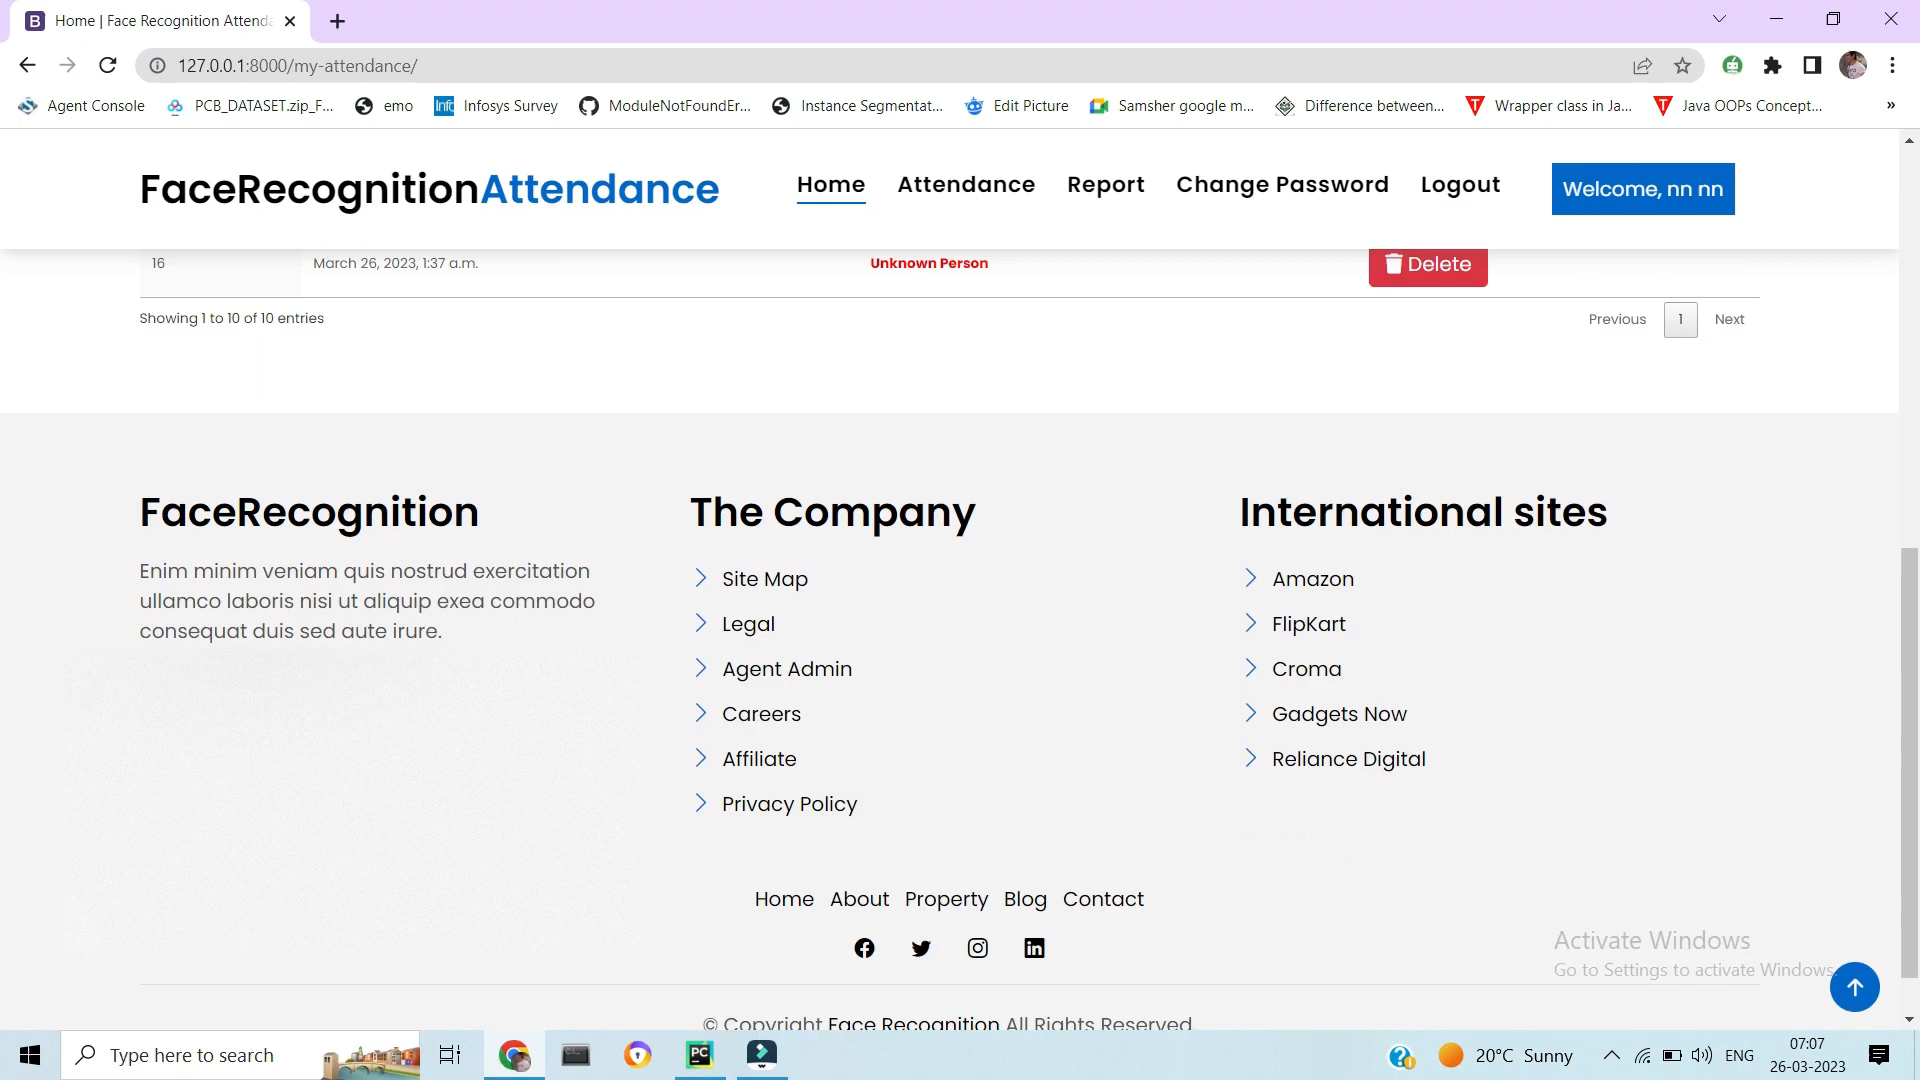 Home | Face Recognition Attenda
127.0.0.1:8000/my-attendance/
Agent Console PCB_DATASET.zip_F... emo Infosys Survey ModuleNotFoundEr... Instance Segmentat... Edit Picture Samsher google m... Difference between... Wrapper class in Ja... Java OOPs Concept... »
FaceRecognitionAttendance Home Attendance Report Change Password Logout Welcome, nn nn
16 March 26, 2023, 1:37 a.m. Unknown Person Delete
Showing 1 to 10 of 10 entries Previous 1 Next
FaceRecognition
Enim minim veniam quis nostrud exercitation
ullamco laboris nisi ut aliquip exea commodo
consequat duis sed aute irure.
The Company
Site Map
Legal
Agent Admin
Careers
Affiliate
Privacy Policy
International sites
Amazon
FlipKart
Croma
Gadgets Now
Reliance Digital
Home About Property Blog Contact
Activate Windows
Go to Settings to activate Windows.
© Copyright Face Recognition All Rights Reserved
Type here to search
20°C Sunny
ENG
07:07
26-03-2023